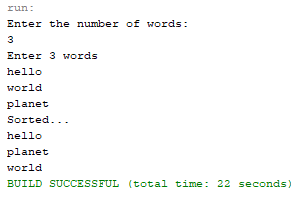 run:
Enter the number of words:
3
Enter 3 words
hello
world
planet
Sorted...
hello
planet
world
BUILD SUCCESSFUL (total time: 22 seconds)